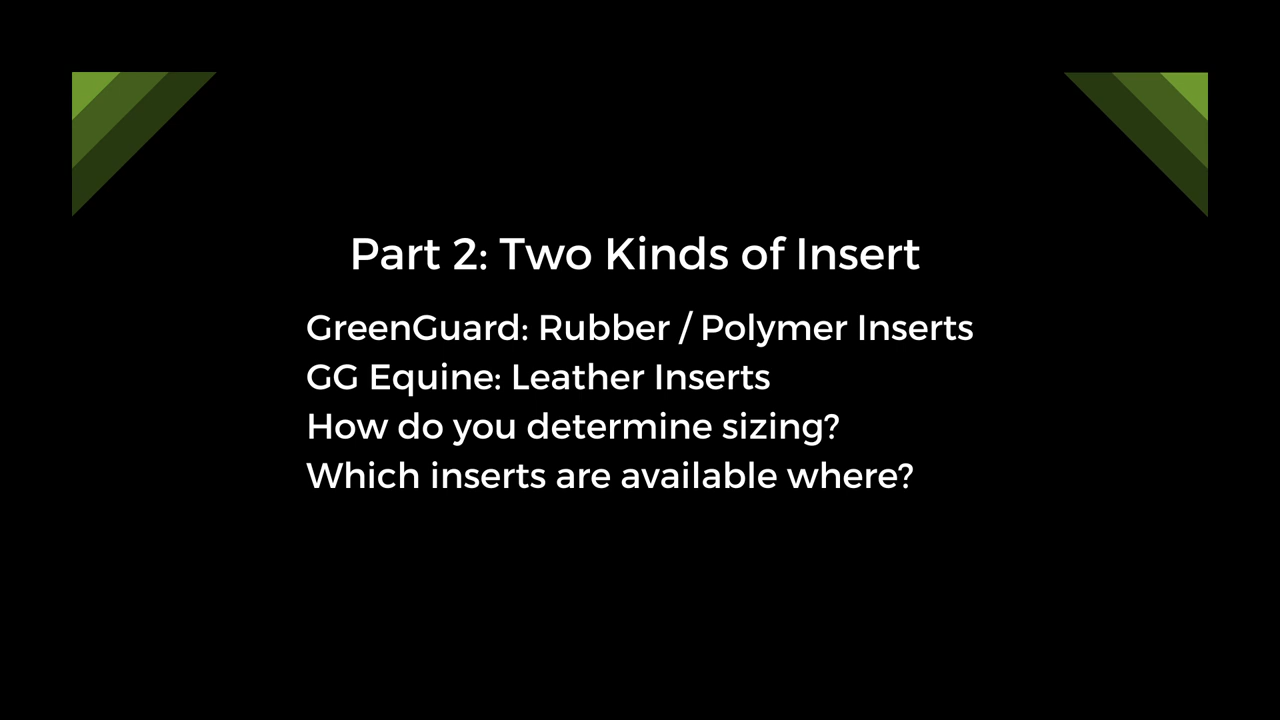 Part 2: Two Kinds of Insert
GreenGuard: Rubber / Polymer Inserts
GG Equine: Leather Inserts
How do you determine sizing?
Which inserts are available where?